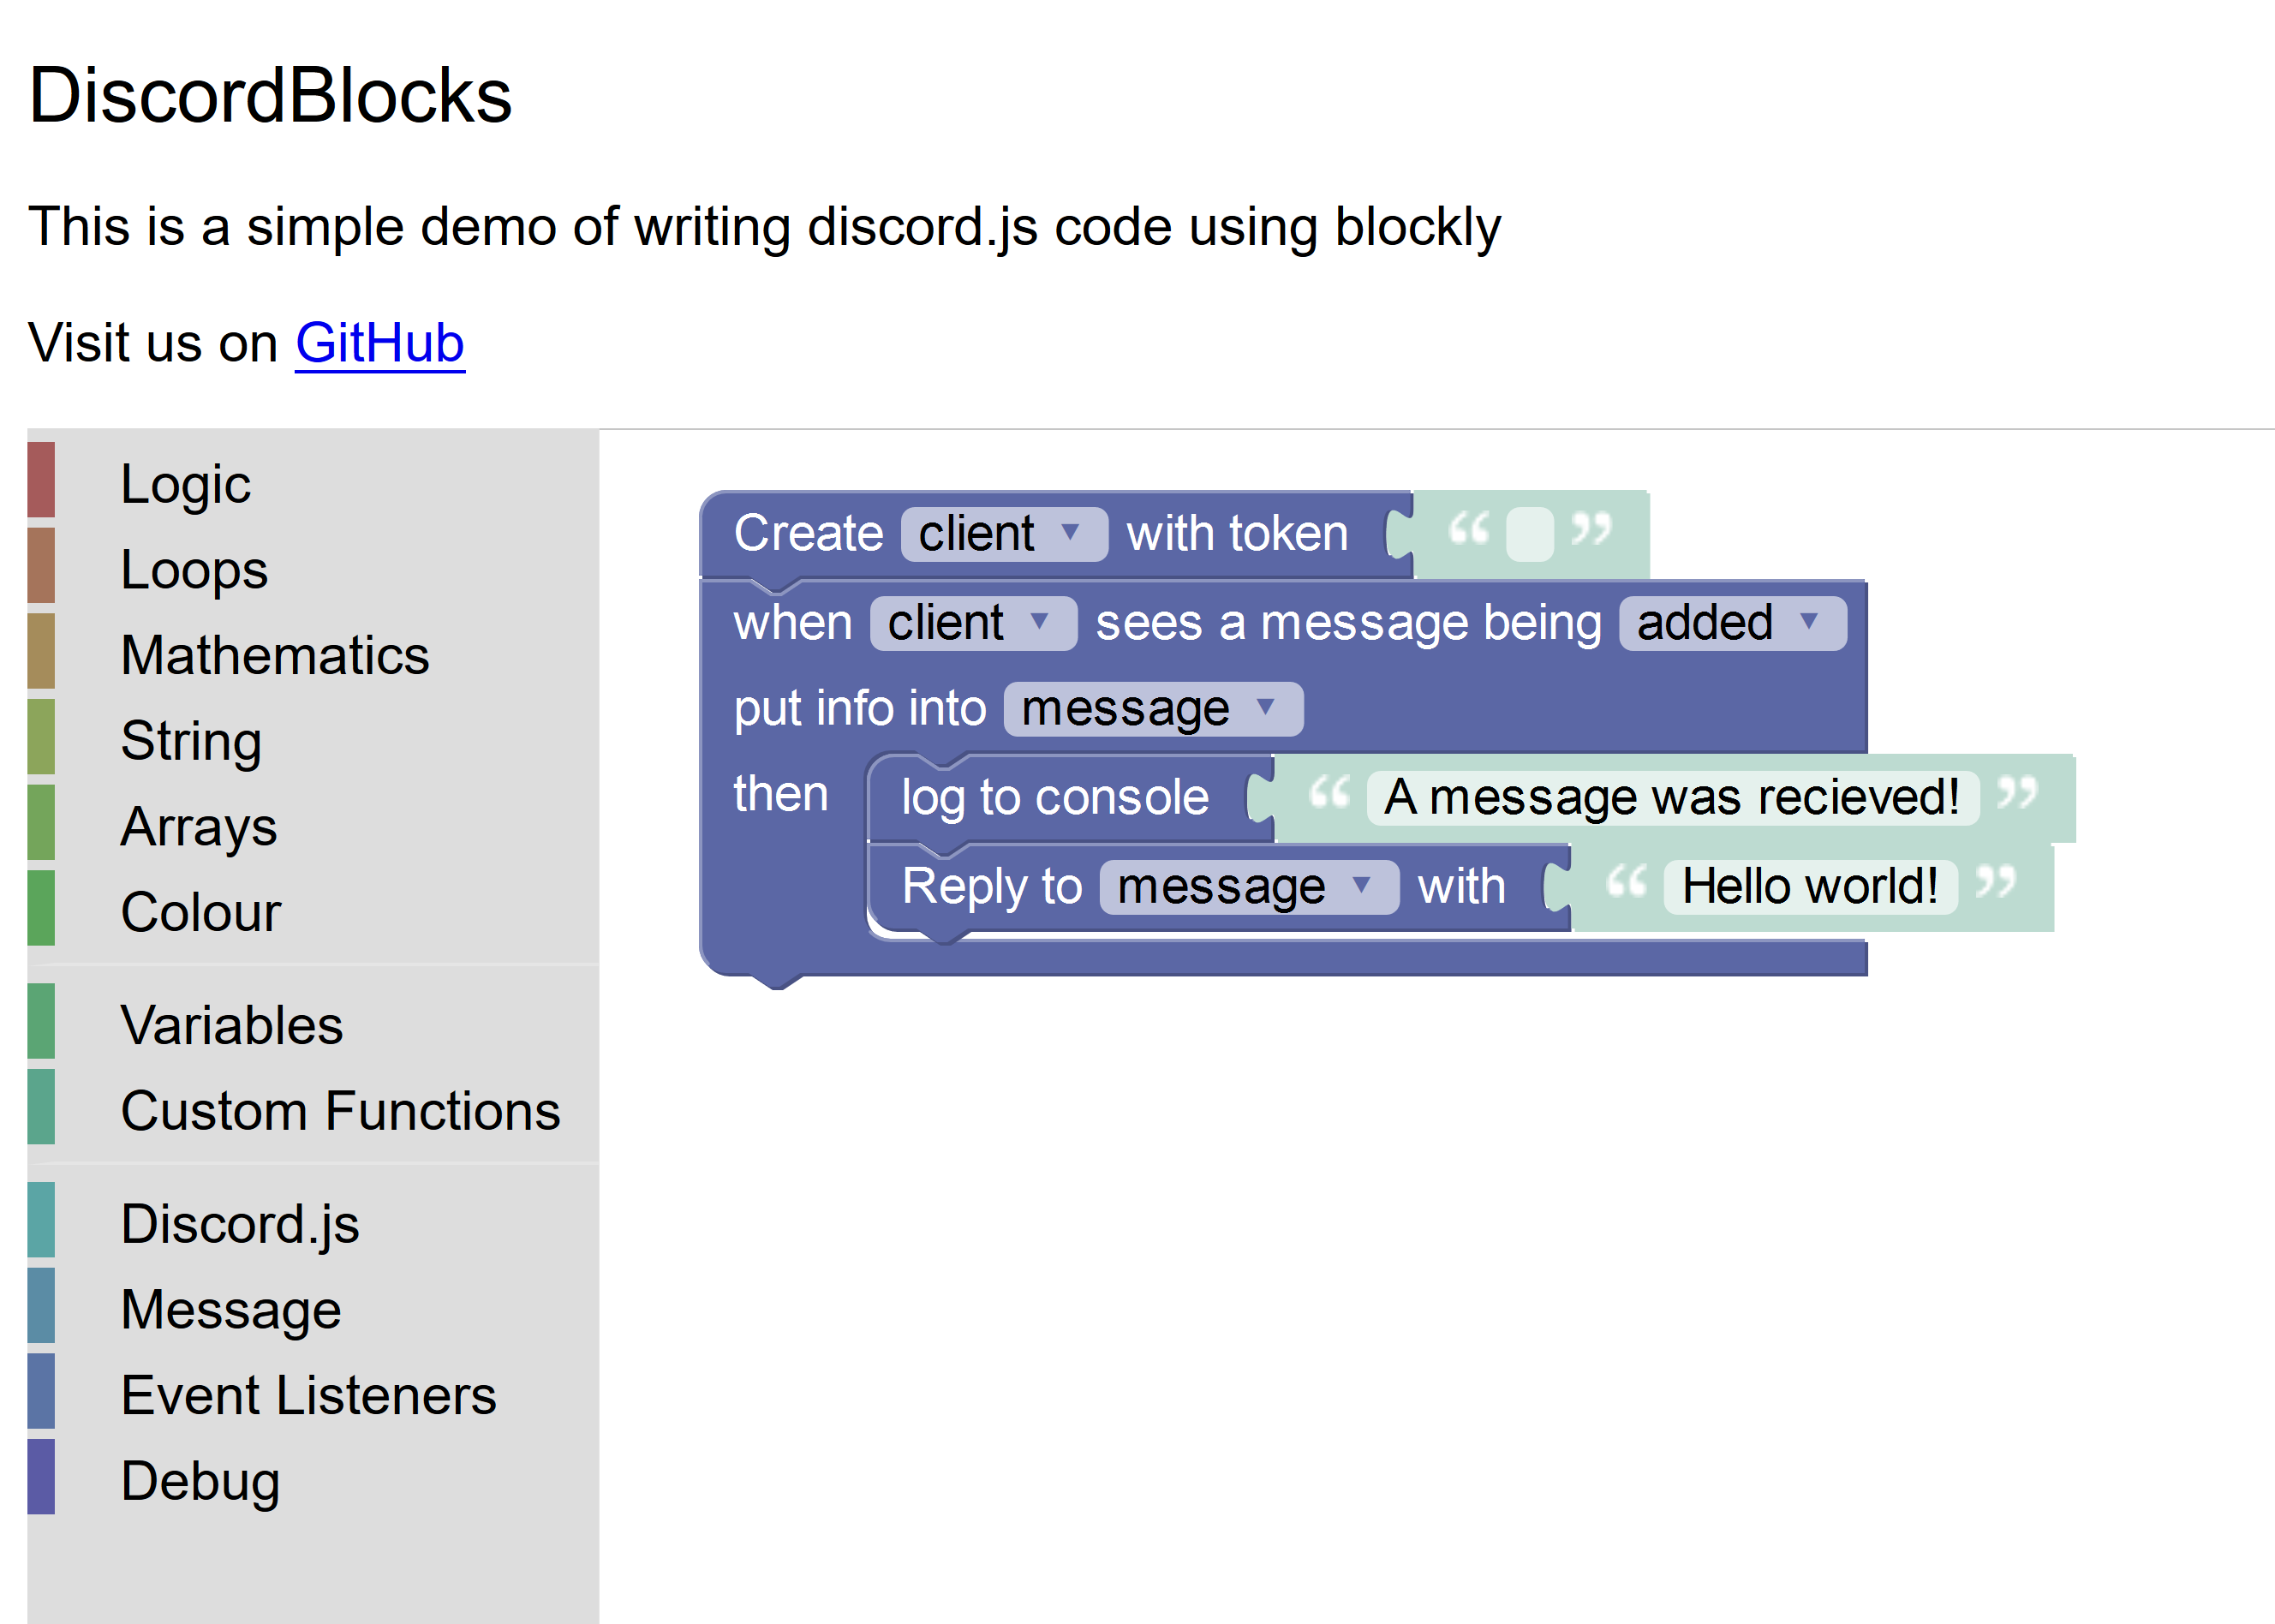 DiscordBlocks
This is a simple demo of writing discord.js code using blockly
Visit us on GitHub
Logic
Loops
Mathematics
String
Arrays
Colour
Variables
Custom Functions
Discord.js
Message
Event Listeners
Debug
Create client ▼ with token “ ”
when client ▼ sees a message being added ▼
put info into message ▼
then log to console “ A message was recieved! ”
Reply to message ▼ with “ Hello world! ”